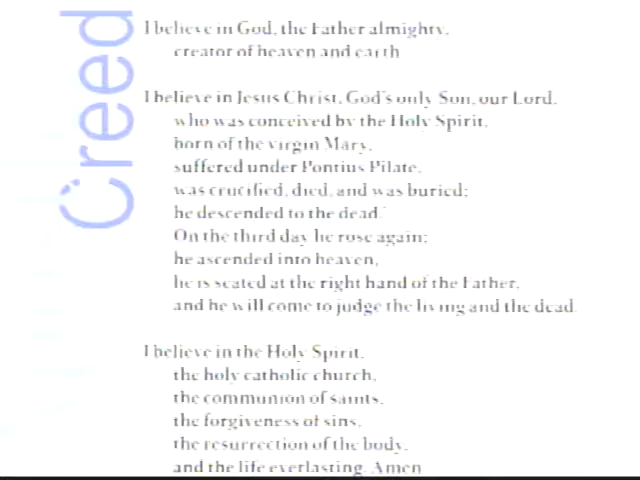 Creed
I believe in God, the Father almighty,
creator of heaven and earth
I believe in Jesus Christ, God's only Son, our Lord,
who was conceived by the Holy Spirit,
born of the virgin Mary,
suffered under Pontius Pilate,
was crucified, died, and was buried;
he descended to the dead.*
On the third day he rose again;
he ascended into heaven,
he is seated at the right hand of the Father,
and he will come to judge the living and the dead.
I believe in the Holy Spirit,
the holy catholic church,
the communion of saints,
the forgiveness of sins,
the resurrection of the body,
and the life everlasting. Amen